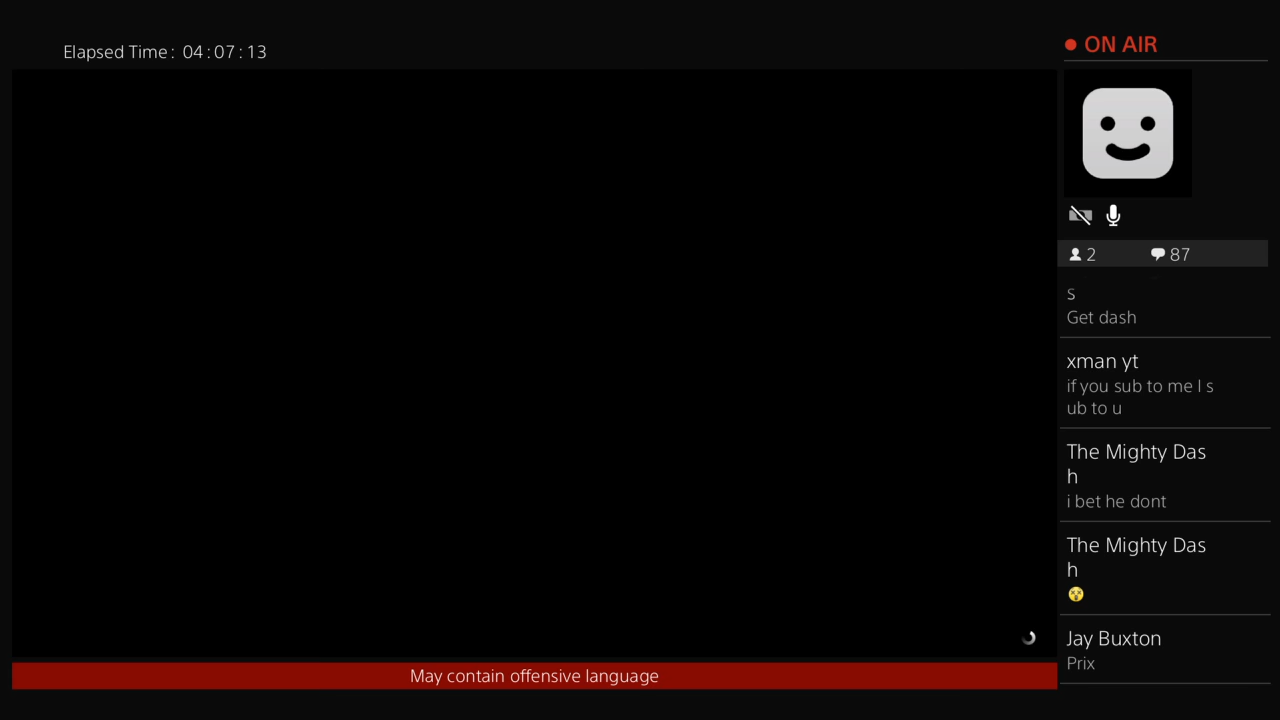 Elapsed Time: 04:07:13
ON AIR
2 87
s
Get dash
xman yt
if you sub to me I s
ub to u
The Mighty Das
h
i bet he dont
The Mighty Das
h
Jay Buxton
Prix
May contain offensive language